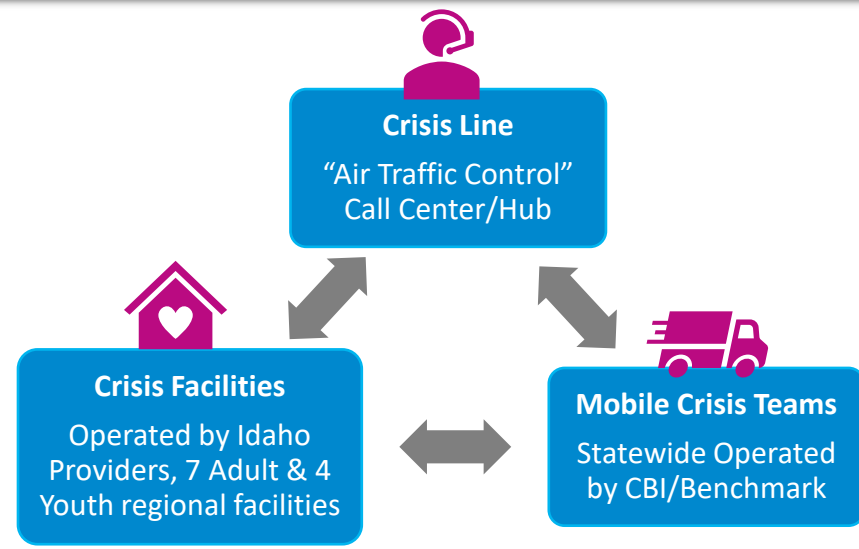 Crisis Line
“Air Traffic Control”
Call Center/Hub
Crisis Facilities
Operated by Idaho
Providers, 7 Adult & 4
Youth regional facilities
Mobile Crisis Teams
Statewide Operated
by CBI/Benchmark